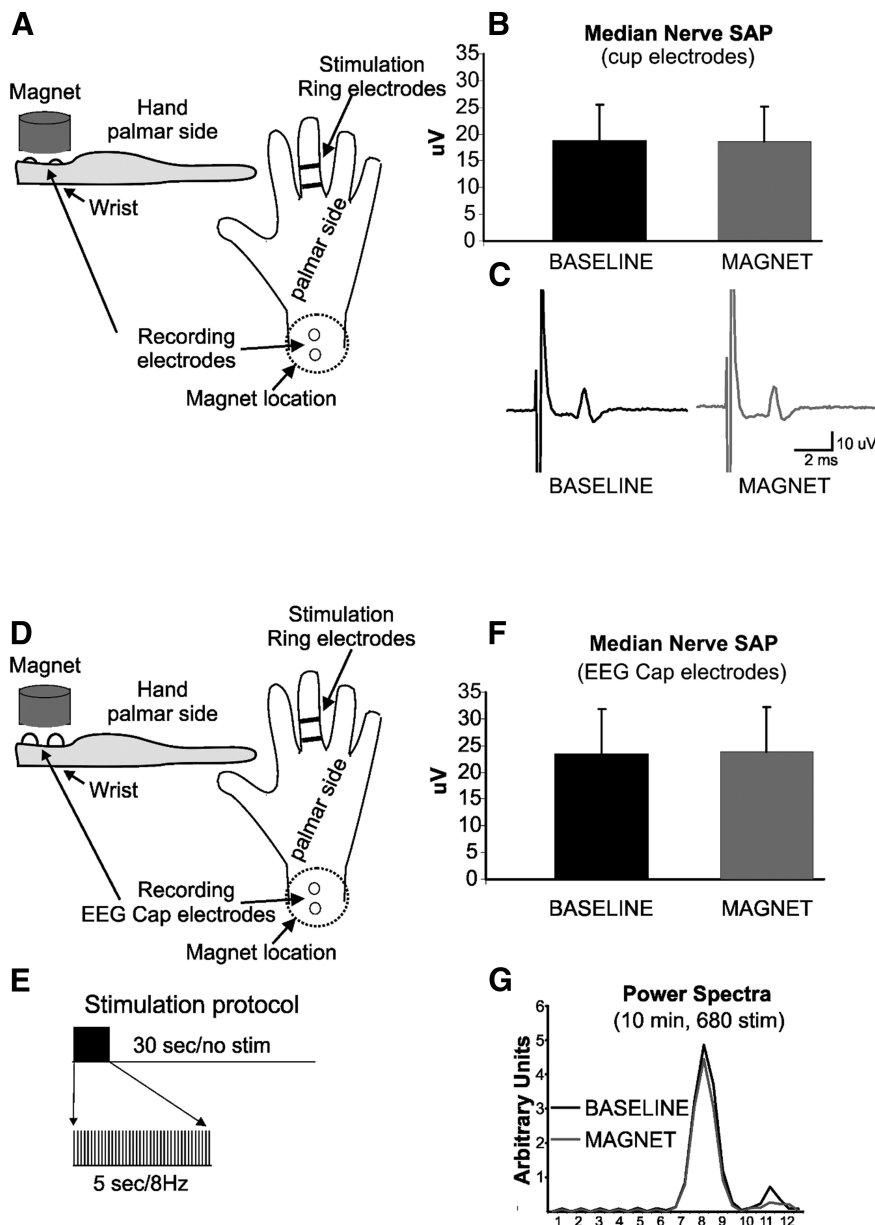 A
Magnet
Hand
palmar side
Wrist
Stimulation
Ring electrodes
palmar side
Recording
electrodes
Magnet location
B
Median Nerve SAP
(cup electrodes)
uV
35
30
25
20
15
10
5
0
BASELINE
MAGNET
C
10 uV
2 ms
BASELINE
MAGNET
D
Magnet
Hand
palmar side
Wrist
Stimulation
Ring electrodes
palmar side
Recording
EEG Cap electrodes
Magnet location
E
Stimulation protocol
30 sec/no stim
5 sec/8Hz
F
Median Nerve SAP
(EEG Cap electrodes)
uV
35
30
25
20
15
10
5
0
BASELINE
MAGNET
G
Power Spectra
(10 min, 680 stim)
Arbitrary Units
6
5
4
3
2
1
BASELINE
MAGNET
1 2 3 4 5 6 7 8 9 10 11 12